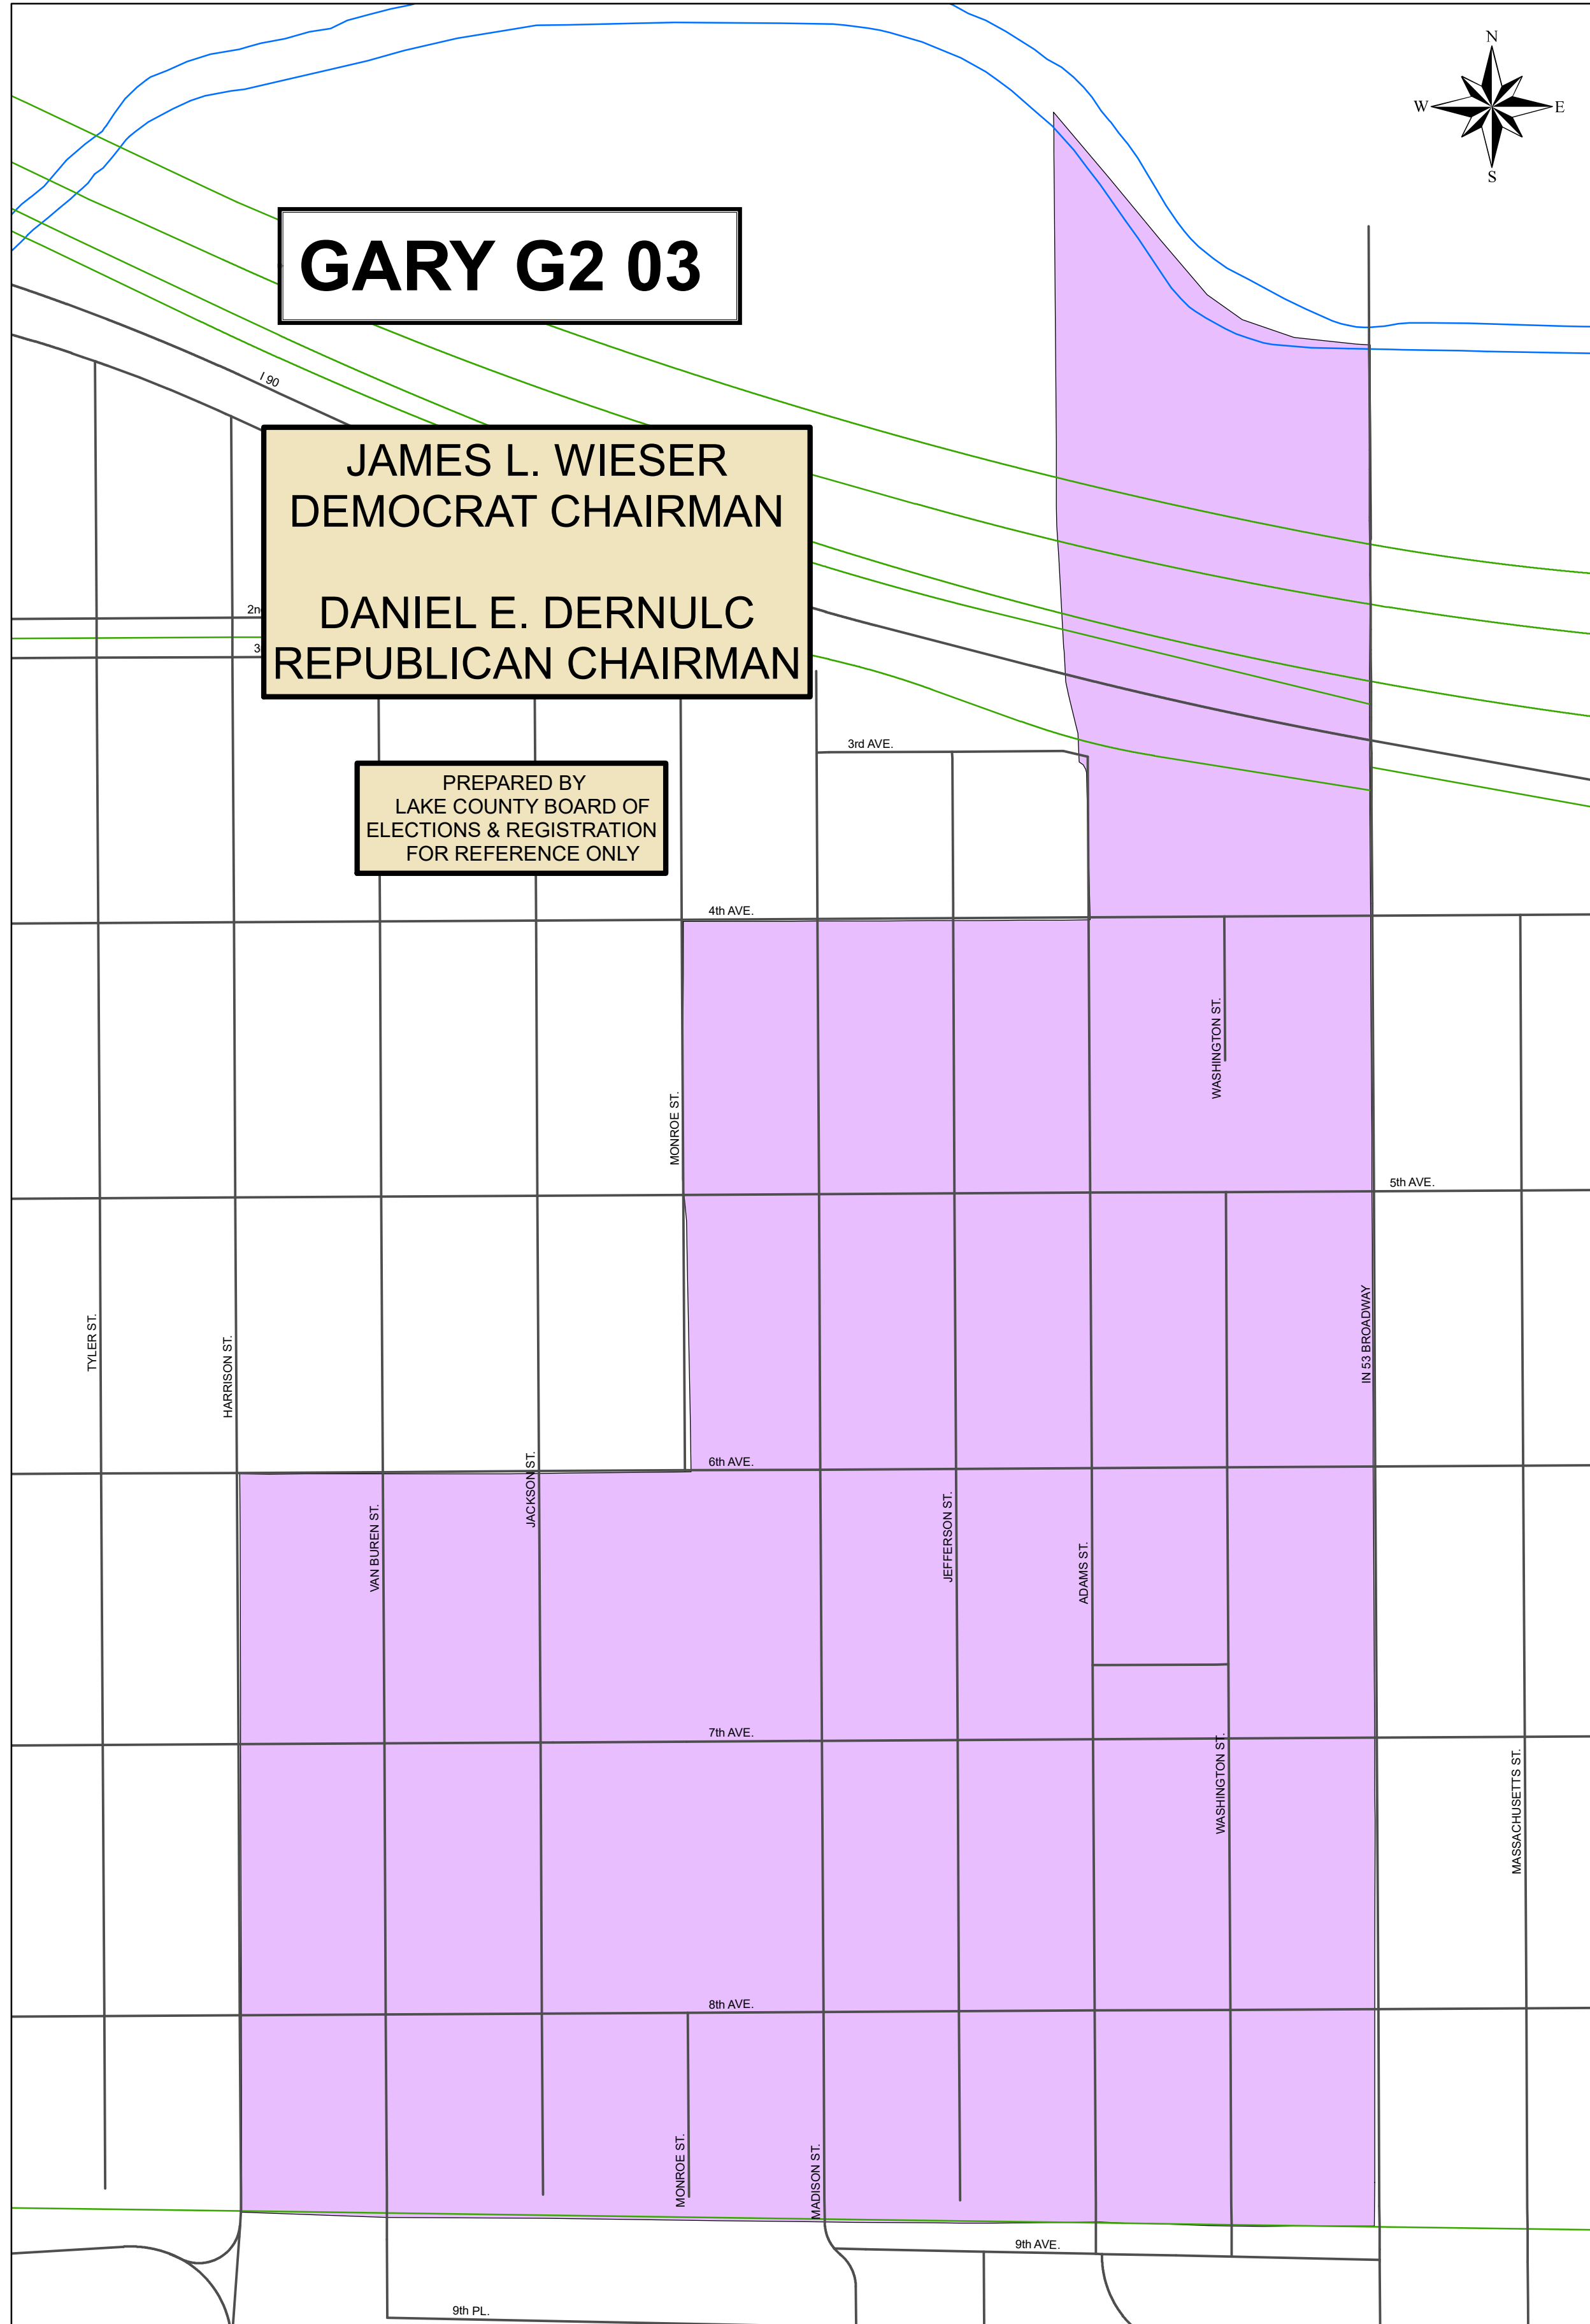 N
W
E
S
GARY G2 03
I 90
JAMES L. WIESER
DEMOCRAT CHAIRMAN
DANIEL E. DERNULC
REPUBLICAN CHAIRMAN
2n
3
3rd AVE.
PREPARED BY
LAKE COUNTY BOARD OF
ELECTIONS & REGISTRATION
FOR REFERENCE ONLY
4th AVE.
WASHINGTON ST.
MONROE ST.
5th AVE.
TYLER ST.
HARRISON ST.
IN 53 BROADWAY
6th AVE.
JACKSON ST.
VAN BUREN ST.
JEFFERSON ST.
ADAMS ST.
7th AVE.
WASHINGTON ST.
MASSACHUSETTS ST.
8th AVE.
MONROE ST.
MADISON ST.
9th AVE.
9th PL.